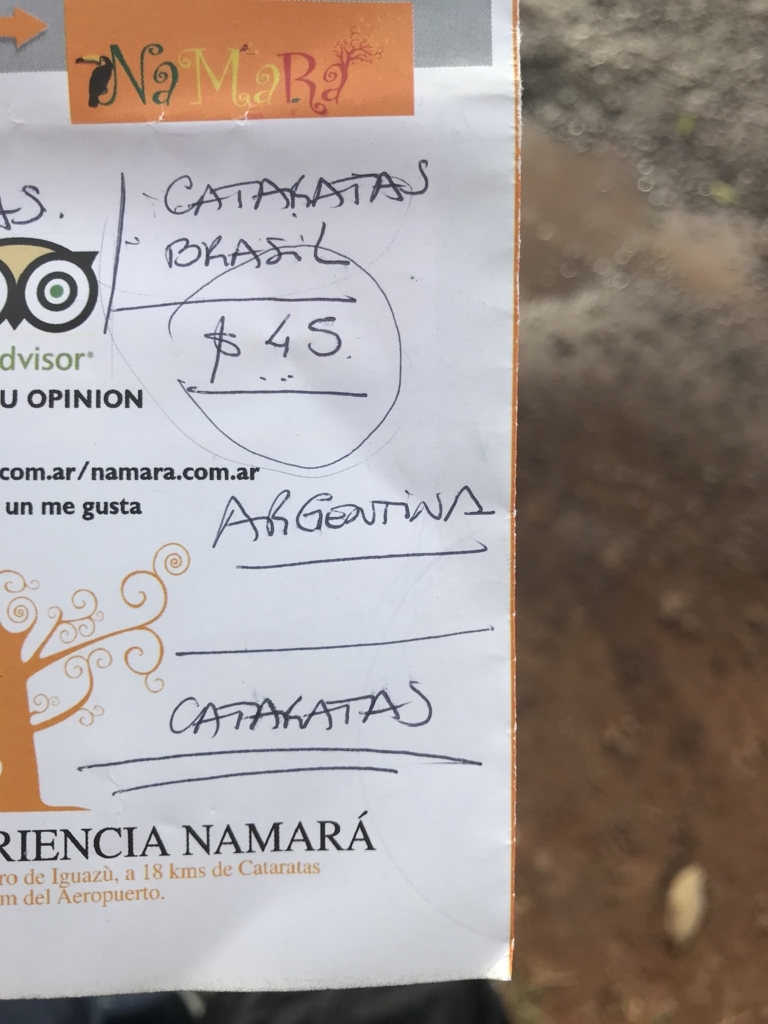 NaMaRa
AS.
CATARATAS
BRASIL
$ 45.
dvisor®
U OPINION
.com.ar/namara.com.ar
un me gusta
ARGENTINA
CATARATAS
RIENCIA NAMARÁ
ro de Iguazù, a 18 kms de Cataratas
m del Aeropuerto.